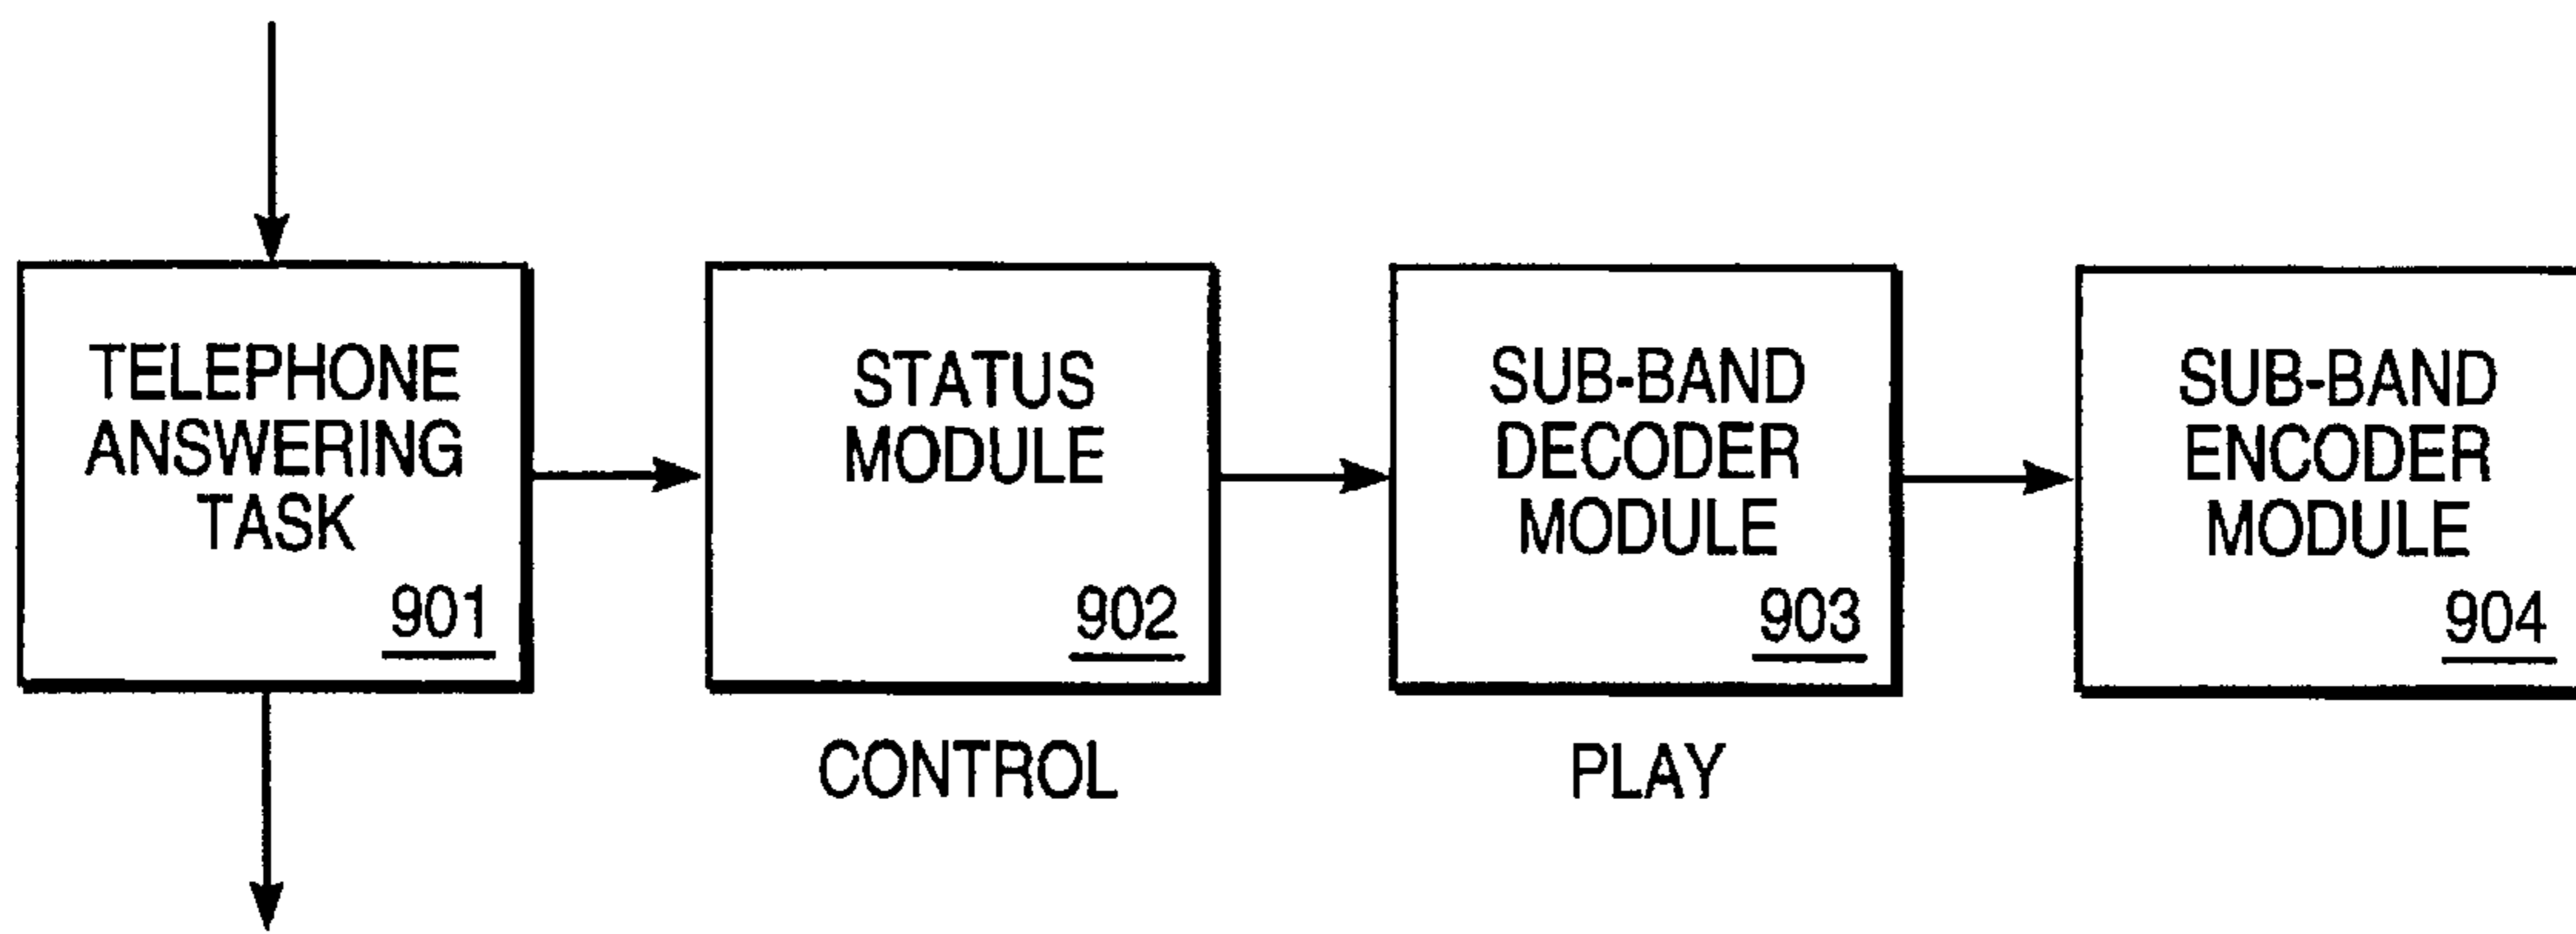 TELEPHONE
ANSWERING
TASK
901
STATUS
MODULE
902
CONTROL
SUB-BAND
DECODER
MODULE
903
PLAY
SUB-BAND
ENCODER
MODULE
904